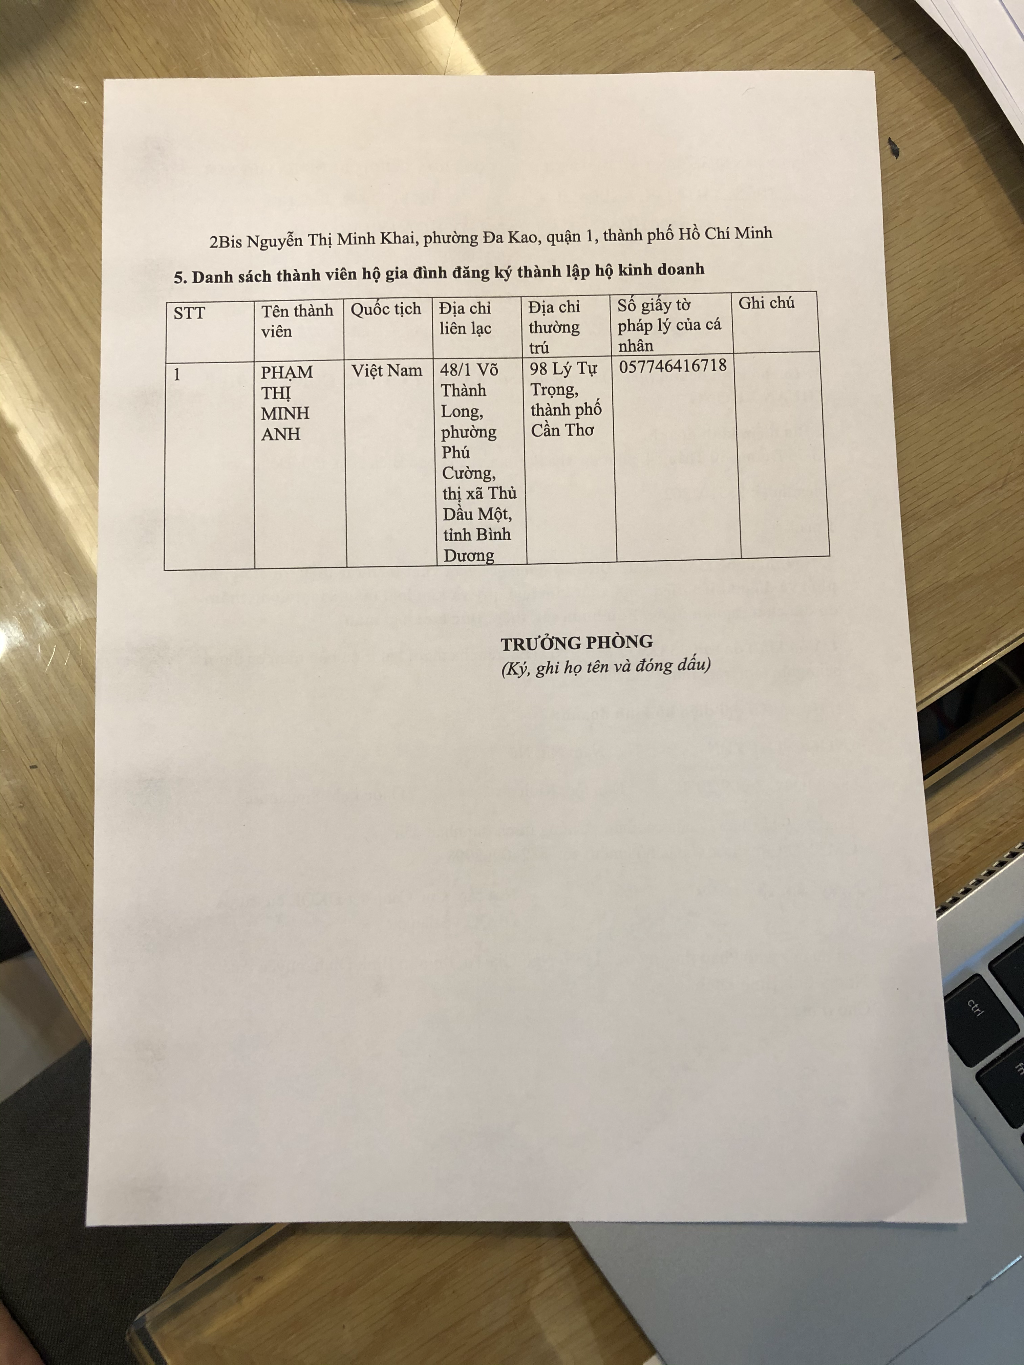 2Bis Nguyễn Thị Minh Khai, phường Đa Kao, quận 1, thành phố Hồ Chí Minh
5. Danh sách thành viên hộ gia đình đăng ký thành lập hộ kinh doanh
STT
Tên thành
viên
Quốc tịch
Địa chỉ
liên lạc
Địa chỉ
thường
trú
Số giấy tờ
pháp lý của cá
nhân
Ghi chú
1
PHẠM
THỊ
MINH
ANH
Việt Nam
48/1 Võ
Thành
Long,
phường
Phú
Cường,
thị xã Thủ
Dầu Một,
tỉnh Bình
Dương
98 Lý Tự
Trọng,
thành phố
Cần Thơ
057746416718
TRƯỞNG PHÒNG
(Ký, ghi họ tên và đóng dấu)
ctrl